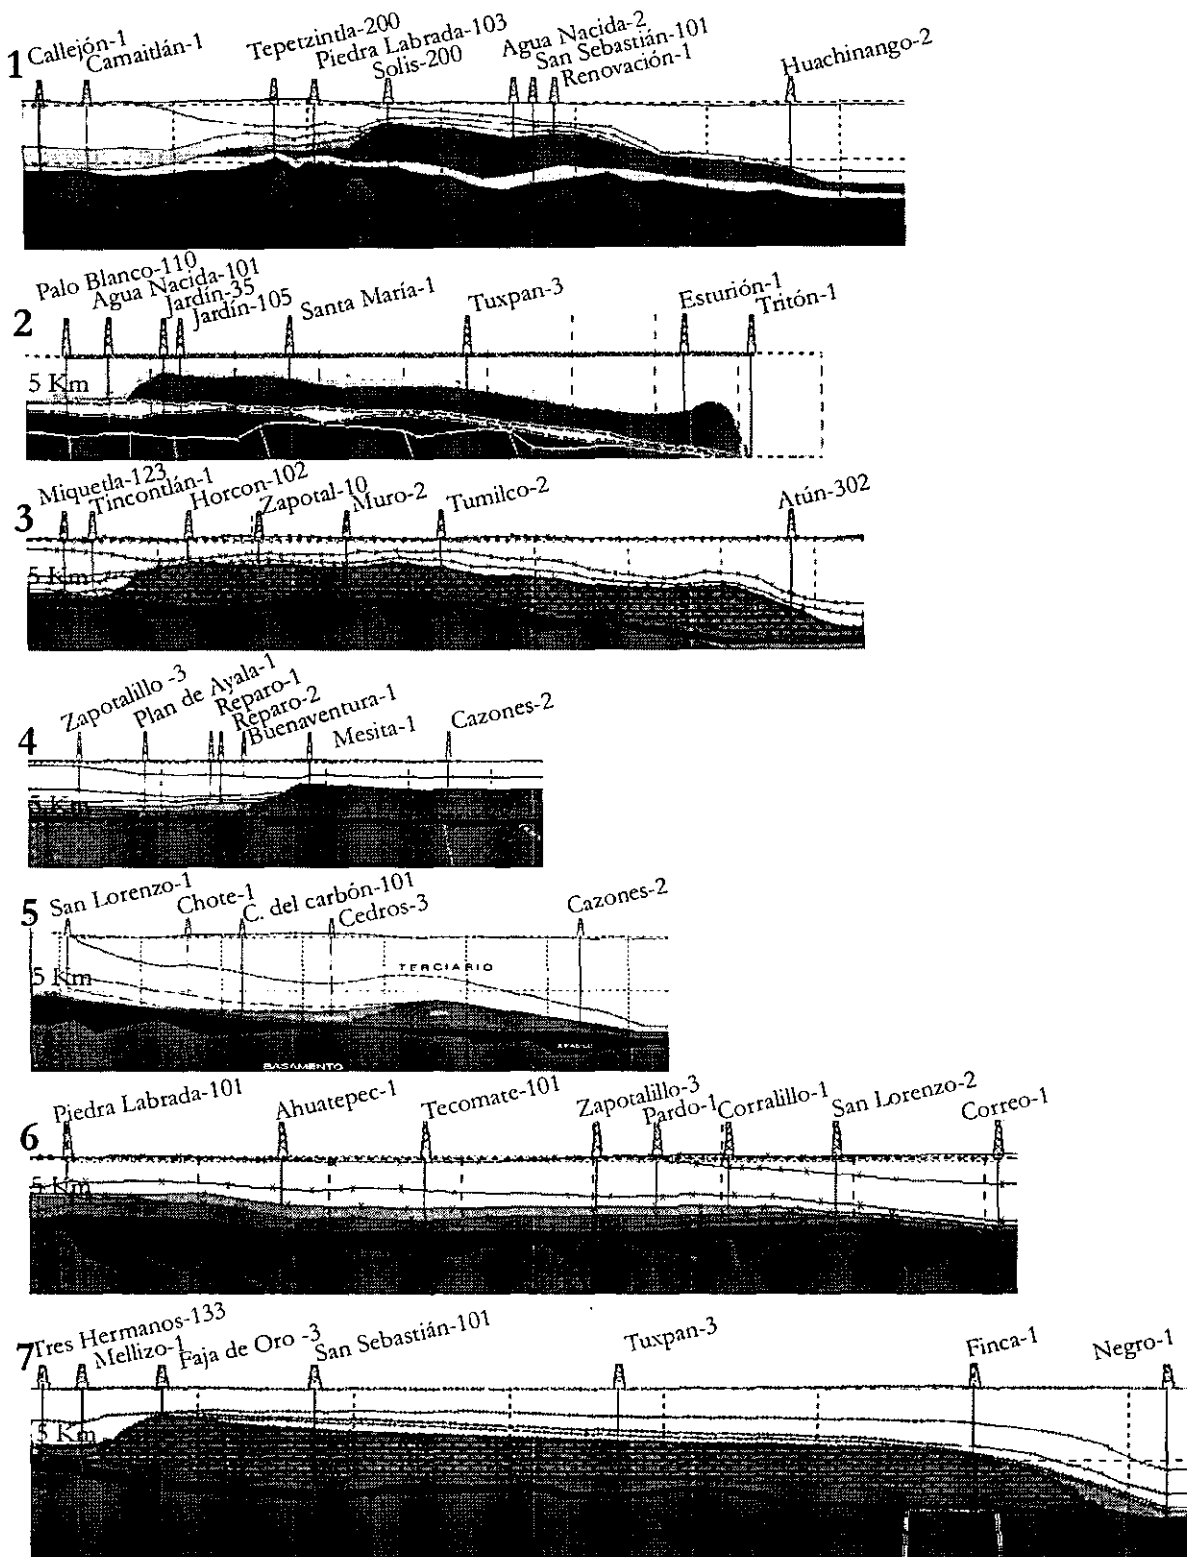 1
Callejón-1
Camaitlán-1
Tepetzintla-200
Piedra Labrada-103
Solis-200
Agua Nacida-2
San Sebastián-101
Renovación-1
Huachinango-2
2
Palo Blanco-110
Agua Nacida-101
Jardín-35
Jardín-105
Santa María-1
Tuxpan-3
Esturión-1
Tritón-1
5 Km
3
Miquetla-123
Tincontlán-1
Horcon-102
Zapotal-10
Muro-2
Tumilco-2
Atún-302
5 Km
4
Zapotalillo -3
Plan de Ayala-1
Reparo-1
Reparo-2
Buenaventura-1
Mesita-1
Cazones-2
5 Km
5
San Lorenzo-1
Chote-1
C. del carbón-101
Cedros-3
Cazones-2
5 Km
TERCIARIO
BASAMENTO
6
Piedra Labrada-101
Ahuatepec-1
Tecomate-101
Zapotalillo-3
Pardo-1
Corralillo-1
San Lorenzo-2
Correo-1
5 Km
7
Tres Hermanos-133
Mellizo-1
Faja de Oro -3
San Sebastián-101
Tuxpan-3
Finca-1
Negro-1
5 Km